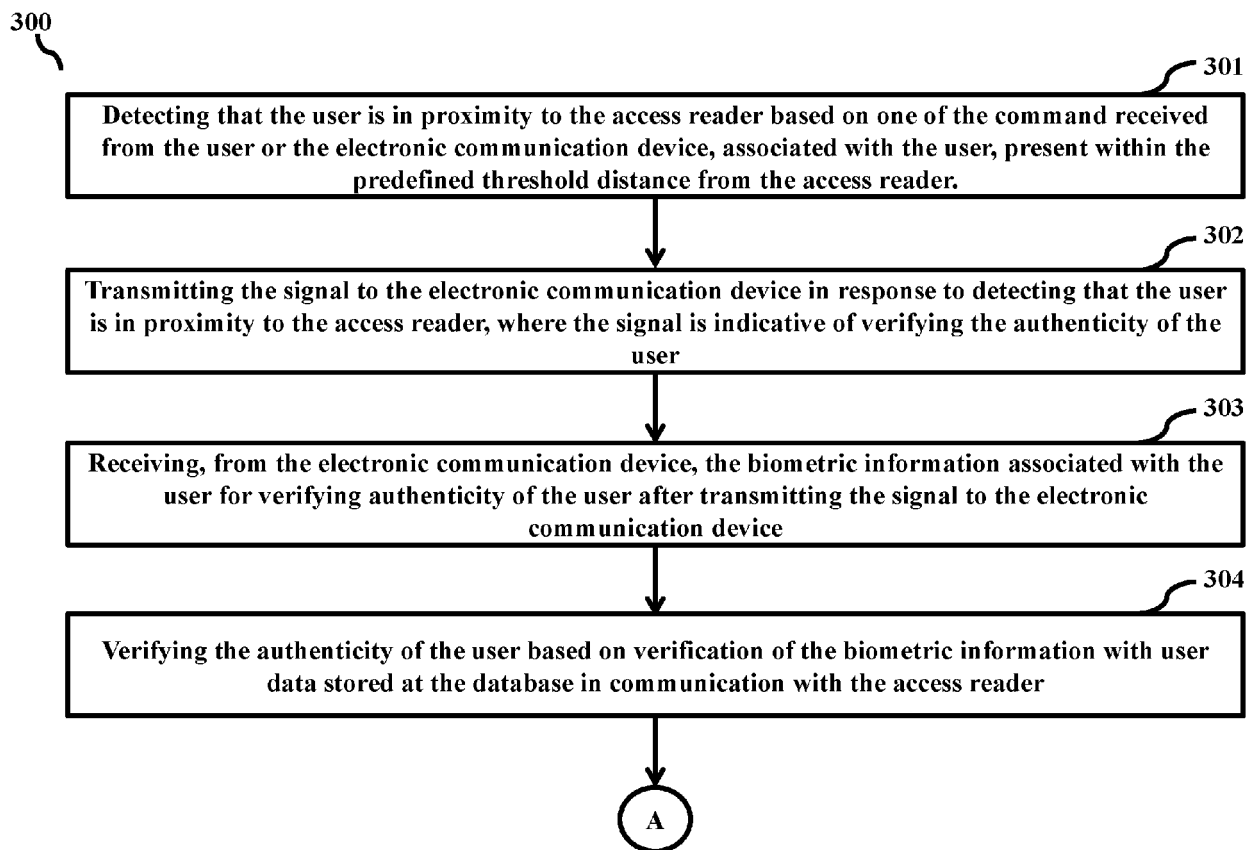 300
301
Detecting that the user is in proximity to the access reader based on one of the command received
from the user or the electronic communication device, associated with the user, present within the
predefined threshold distance from the access reader.
302
Transmitting the signal to the electronic communication device in response to detecting that the user
is in proximity to the access reader, where the signal is indicative of verifying the authenticity of the
user
303
Receiving, from the electronic communication device, the biometric information associated with the
user for verifying authenticity of the user after transmitting the signal to the electronic
communication device
304
Verifying the authenticity of the user based on verification of the biometric information with user
data stored at the database in communication with the access reader
A